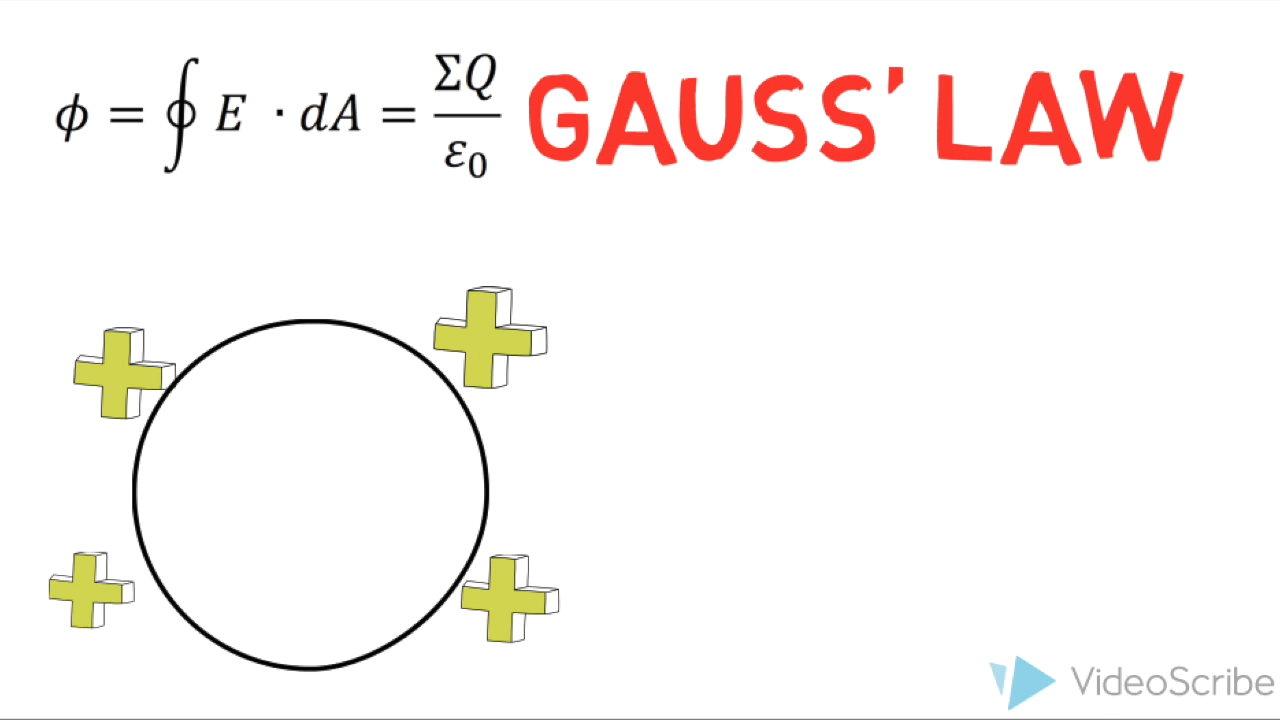 ϕ = ∮ E · dA = ΣQ/ε₀ GAUSS' LAW
VideoScribe